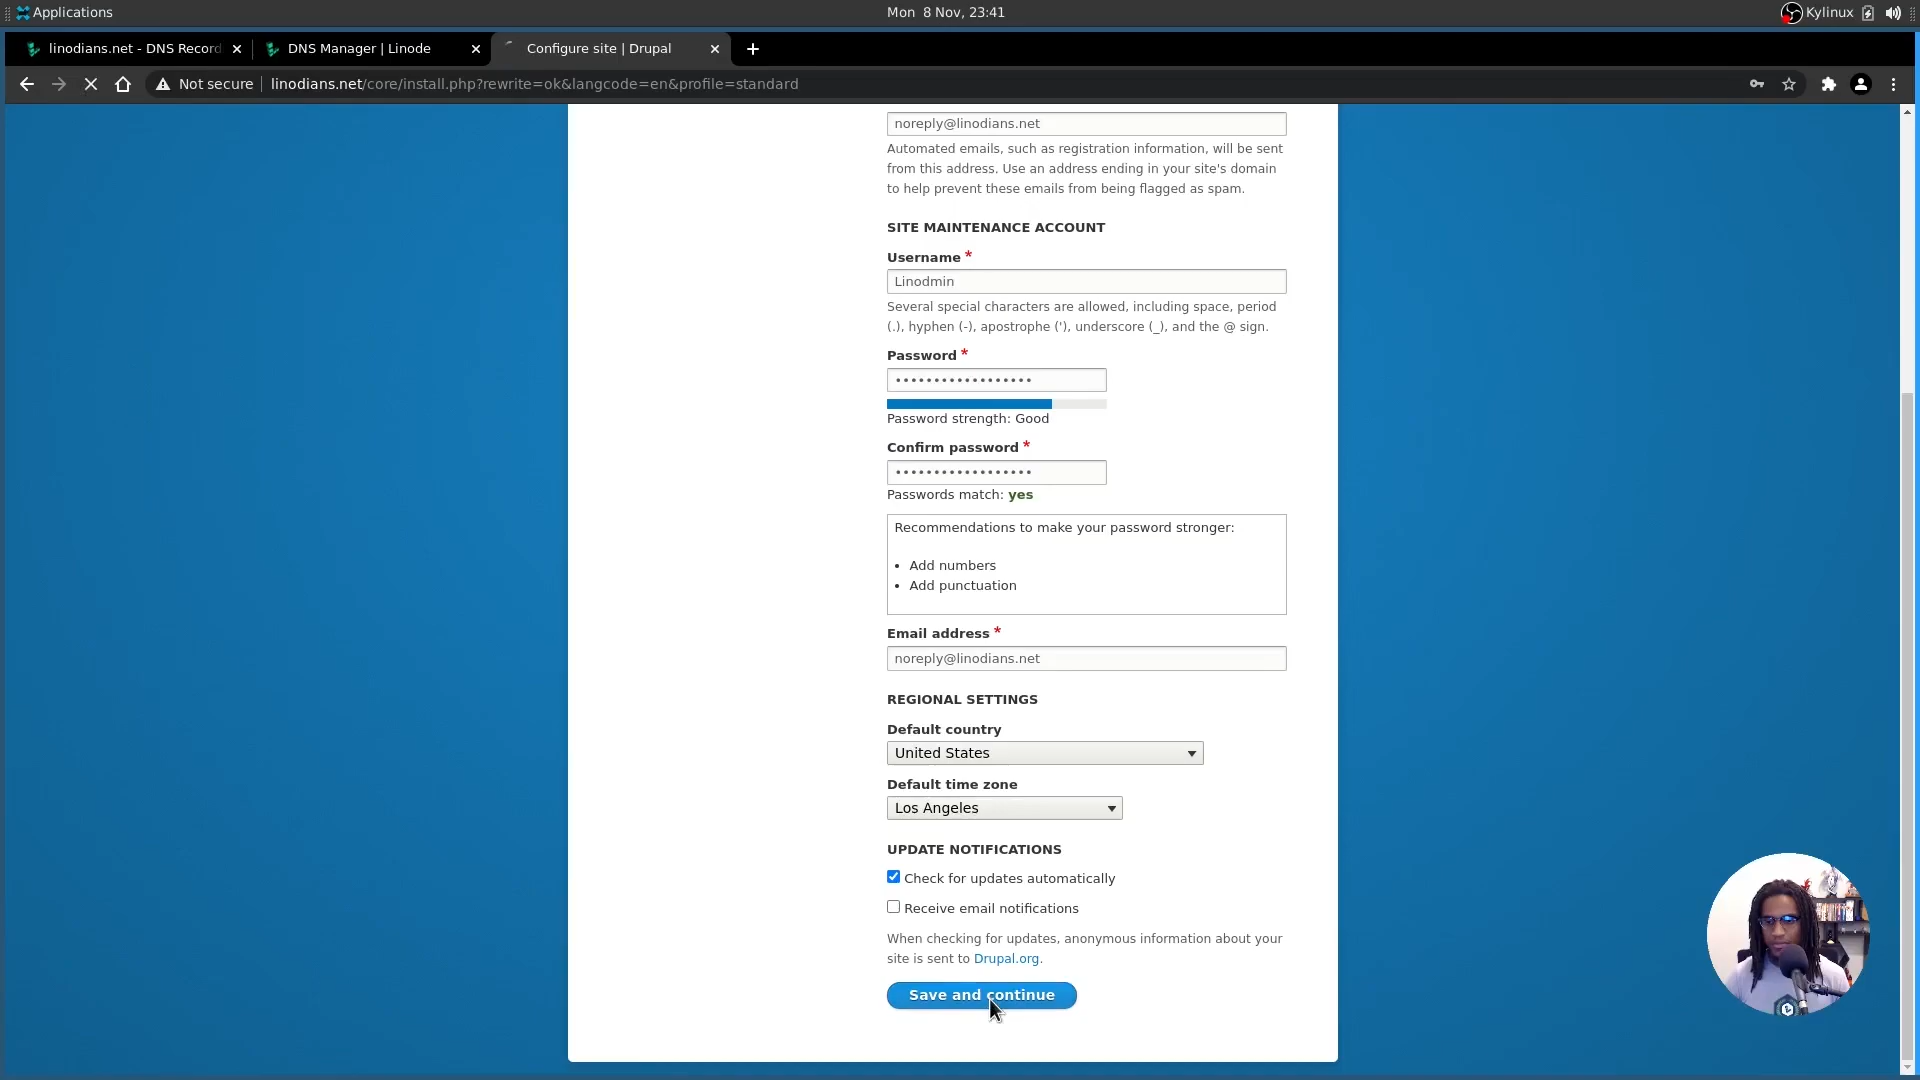 Applications
Mon 8 Nov, 23:41
Kylinux
linodians.net - DNS Record
DNS Manager | Linode
Configure site | Drupal
Not secure
linodians.net/core/install.php?rewrite=ok&langcode=en&profile=standard
noreply@linodians.net
Automated emails, such as registration information, will be sent
from this address. Use an address ending in your site's domain
to help prevent these emails from being flagged as spam.
SITE MAINTENANCE ACCOUNT
Username *
Linodmin
Several special characters are allowed, including space, period
(.), hyphen (-), apostrophe ('), underscore (_), and the @ sign.
Password *
••••••••••••••••••
Password strength: Good
Confirm password *
••••••••••••••••••
Passwords match: yes
Recommendations to make your password stronger:
• Add numbers
• Add punctuation
Email address *
noreply@linodians.net
REGIONAL SETTINGS
Default country
United States
Default time zone
Los Angeles
UPDATE NOTIFICATIONS
Check for updates automatically
Receive email notifications
When checking for updates, anonymous information about your
site is sent to Drupal.org.
Save and continue